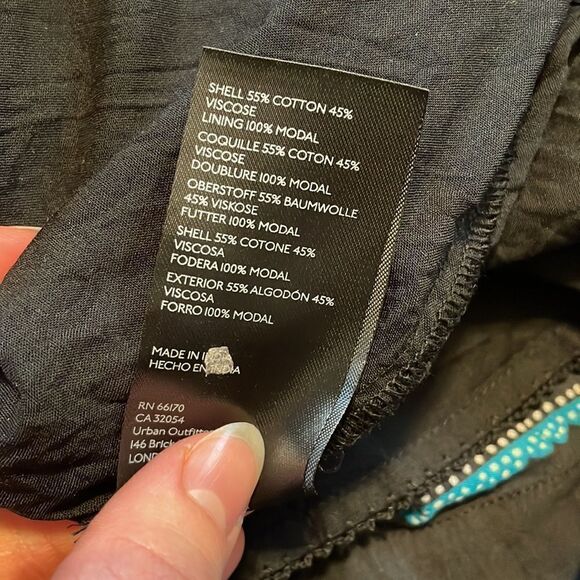 SHELL 55% COTTON 45%
VISCOSE
LINING 100% MODAL
COQUILLE 55% COTON 45%
VISCOSE
DOUBLURE 100% MODAL
OBERSTOFF 55% BAUMWOLLE
45% VISKOSE
FUTTER 100% MODAL
SHELL 55% COTONE 45%
VISCOSA
FODERA 100% MODAL
EXTERIOR 55% ALGODÓN 45%
VISCOSA
FORRO 100% MODAL
MADE IN
HECHO EN INDIA
RN 66170
CA 32054
Urban
146 Brick